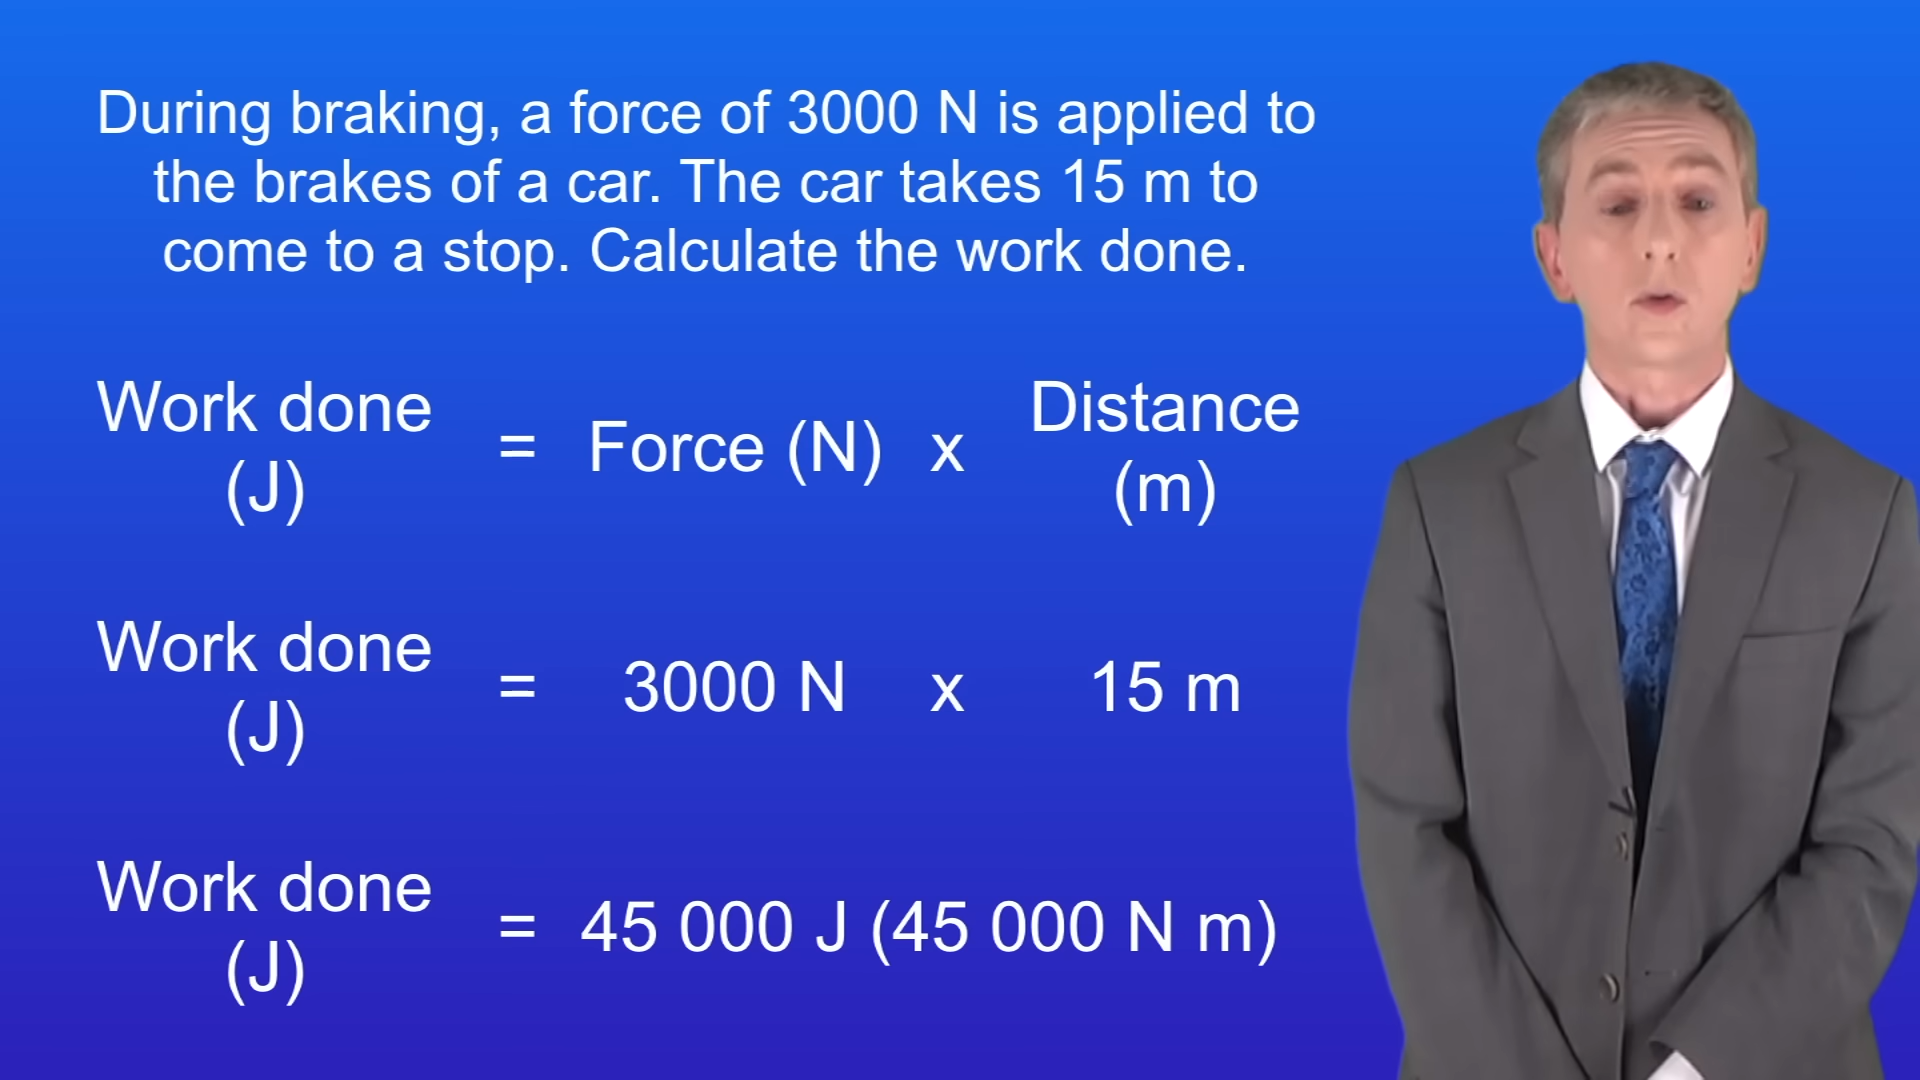 During braking, a force of 3000 N is applied to
the brakes of a car. The car takes 15 m to
come to a stop. Calculate the work done.
Work done
(J)
= Force (N) x
Distance
(m)
Work done
(J)
= 3000 N x 15 m
Work done
(J)
= 45 000 J (45 000 N m)